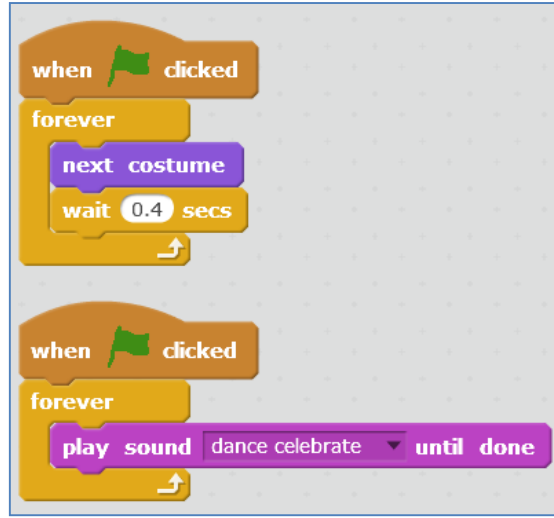 when clicked
forever
next costume
wait 0.4 secs
when clicked
forever
play sound dance celebrate until done